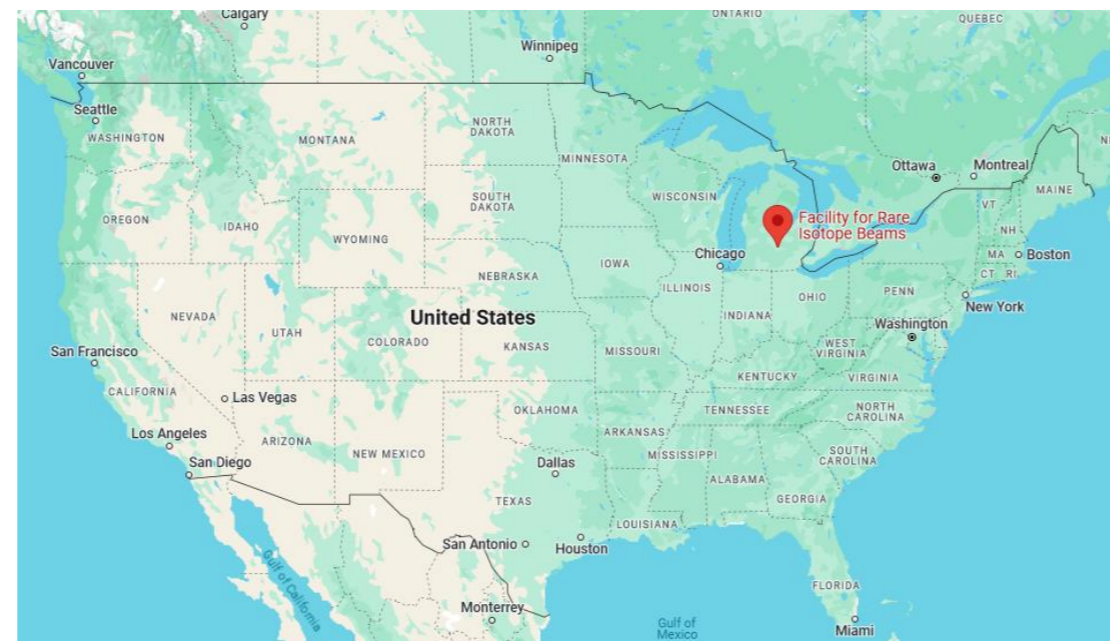 Calgary
ONTARIO
QUEBEC
Winnipeg
Vancouver
Seattle
WASHINGTON
MONTANA
NORTH
DAKOTA
MINNESOTA
Ottawa
Montreal
MAINE
OREGON
IDAHO
WYOMING
SOUTH
DAKOTA
WISCONSIN
VT
NH
Facility for Rare
Isotope Beams
Chicago
MA
Boston
CT
RI
IOWA
NEBRASKA
ILLINOIS
INDIANA
OHIO
PENN
New York
NEVADA
UTAH
COLORADO
United States
KANSAS
MISSOURI
Washington
WEST
VIRGINIA
KENTUCKY
VIRGINIA
San Francisco
CALIFORNIA
Las Vegas
OKLAHOMA
TENNESSEE
NORTH
CAROLINA
Los Angeles
ARIZONA
NEW MEXICO
ARKANSAS
MISSISSIPPI
SOUTH
CAROLINA
San Diego
Dallas
ALABAMA
GEORGIA
TEXAS
LOUISIANA
San Antonio
Houston
Gulf of California
FLORIDA
Monterrey
Gulf of
Mexico
Miami